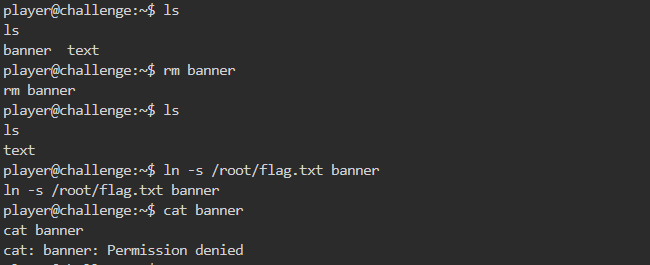 player@challenge:~$ ls
ls
banner  text
player@challenge:~$ rm banner
rm banner
player@challenge:~$ ls
ls
text
player@challenge:~$ ln -s /root/flag.txt banner
ln -s /root/flag.txt banner
player@challenge:~$ cat banner
cat banner
cat: banner: Permission denied